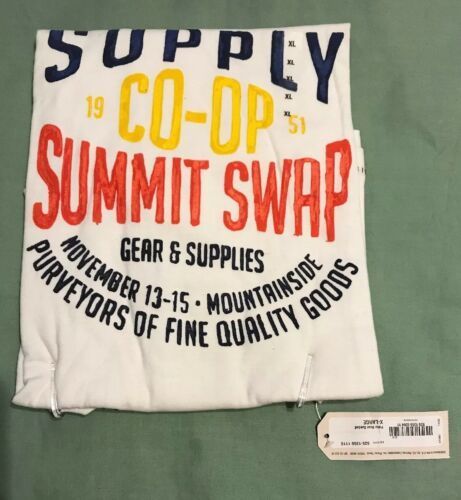 SUPPLY
XL
XL
XL
XL
XL
19 CO-OP 51
SUMMIT SWAP
GEAR & SUPPLIES
NOVEMBER 13-15 • MOUNTAINSIDE
PURVEYORS OF FINE QUALITY GOODS
X-LARGE